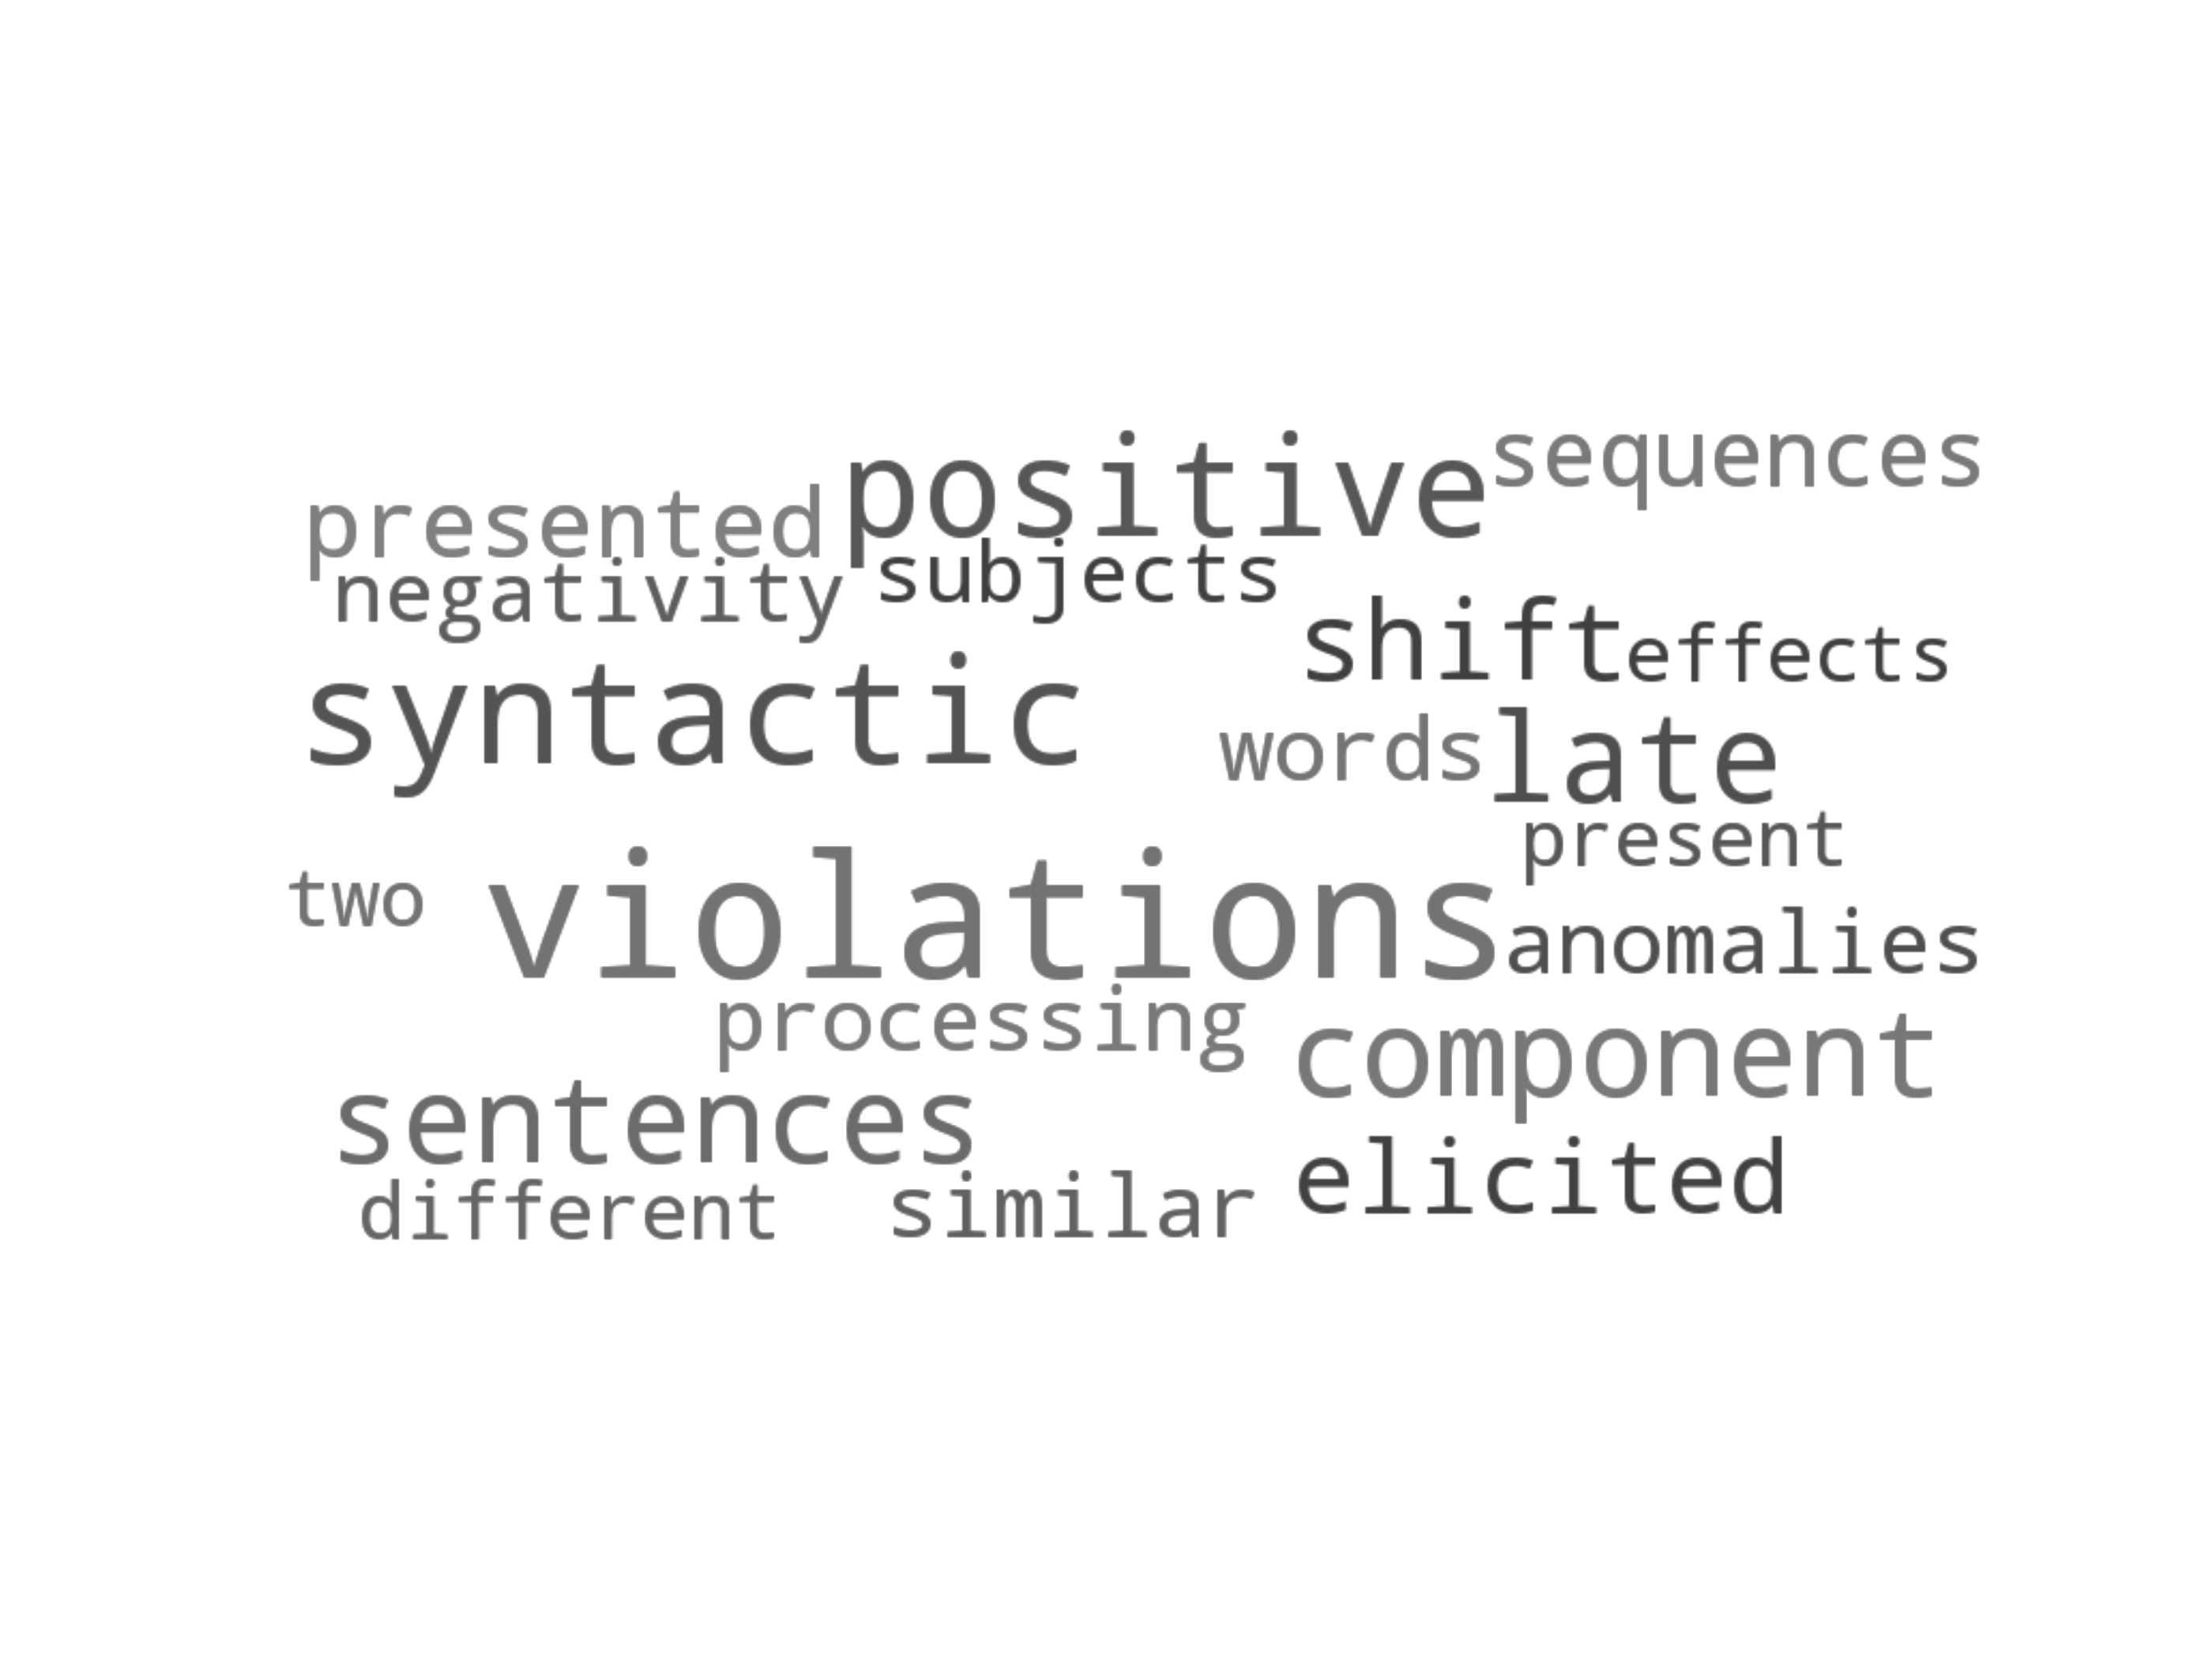 positive sequences
presented
negativity subjects
shift effects
syntactic
words late
present
two violations anomalies
processing component
sentences
different similar elicited